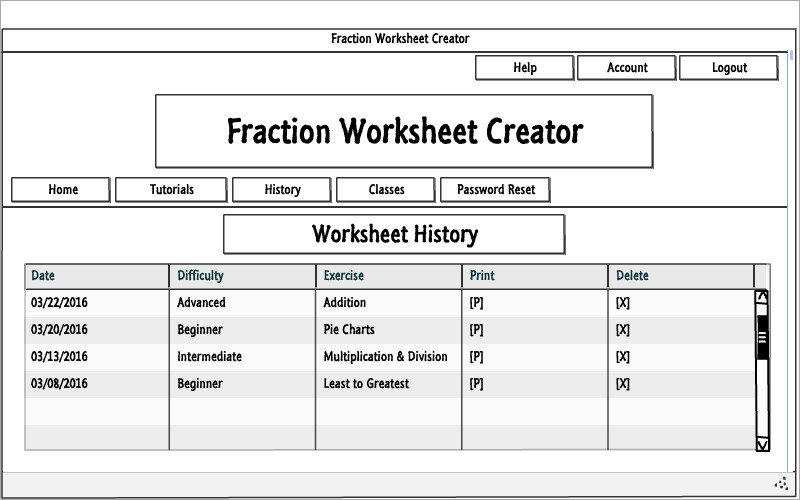 Fraction Worksheet Creator
Help Account Logout
Fraction Worksheet Creator
Home Tutorials History Classes Password Reset
Worksheet History
Date Difficulty Exercise Print Delete
03/22/2016 Advanced Addition [P] [X]
03/20/2016 Beginner Pie Charts [P] [X]
03/13/2016 Intermediate Multiplication & Division [P] [X]
03/08/2016 Beginner Least to Greatest [P] [X]